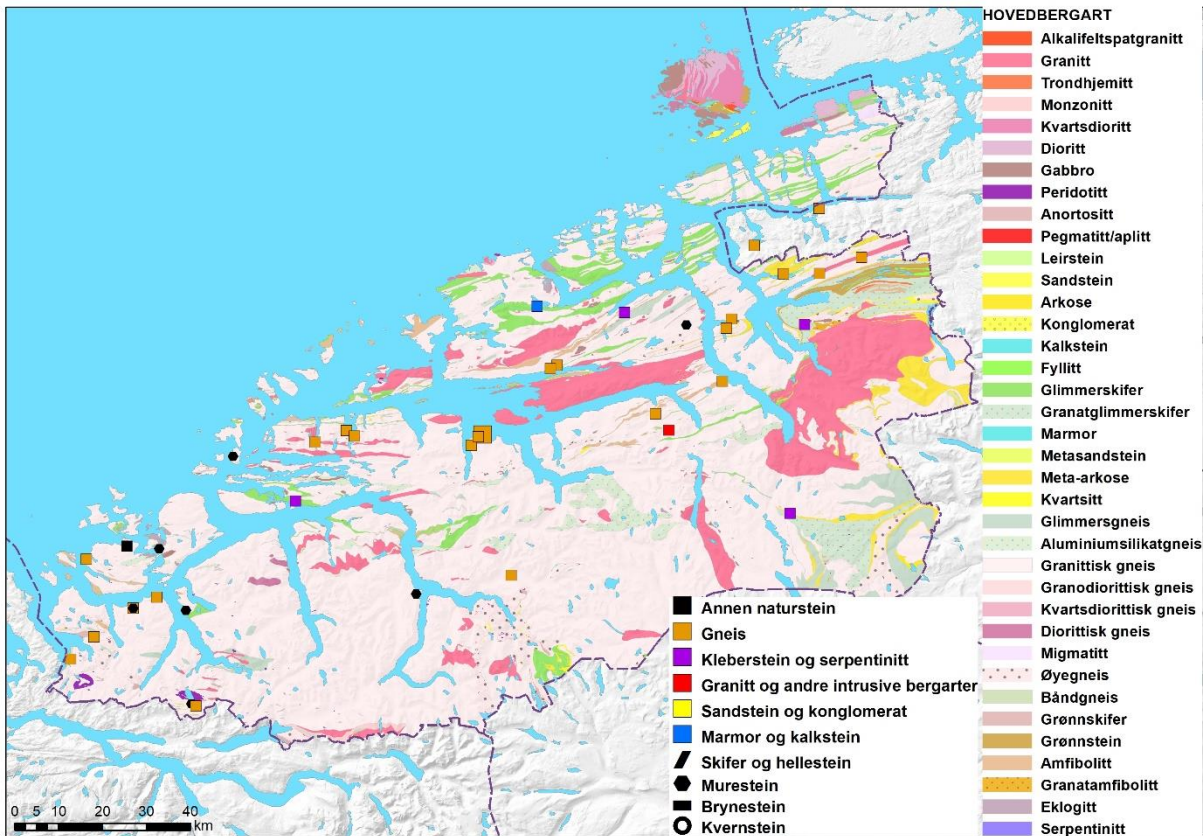 HOVEDBERGART
Alkalifeltspatgranitt
Granitt
Trondhjemitt
Monzonitt
Kvartsdioritt
Dioritt
Gabbro
Peridotitt
Anortositt
Pegmatitt/aplitt
Leirstein
Sandstein
Arkose
Konglomerat
Kalkstein
Fyllitt
Glimmerskifer
Granatglimmerskifer
Marmor
Metasandstein
Meta-arkose
Kvartsitt
Glimmersgneis
Aluminiumsilikatgneis
Granittisk gneis
Granodiorittisk gneis
Kvartsdiorittisk gneis
Diorittisk gneis
Migmatitt
Øyegneis
Båndgneis
Grønnskifer
Grønnstein
Amfibolitt
Granatamfibolitt
Eklogitt
Serpentinitt
Annen naturstein
Gneis
Kleberstein og serpentinitt
Granitt og andre intrusive bergarter
Sandstein og konglomerat
Marmor og kalkstein
Skifer og hellestein
Murestein
Brynestein
Kvernstein
0 5 10 20 30 40
km